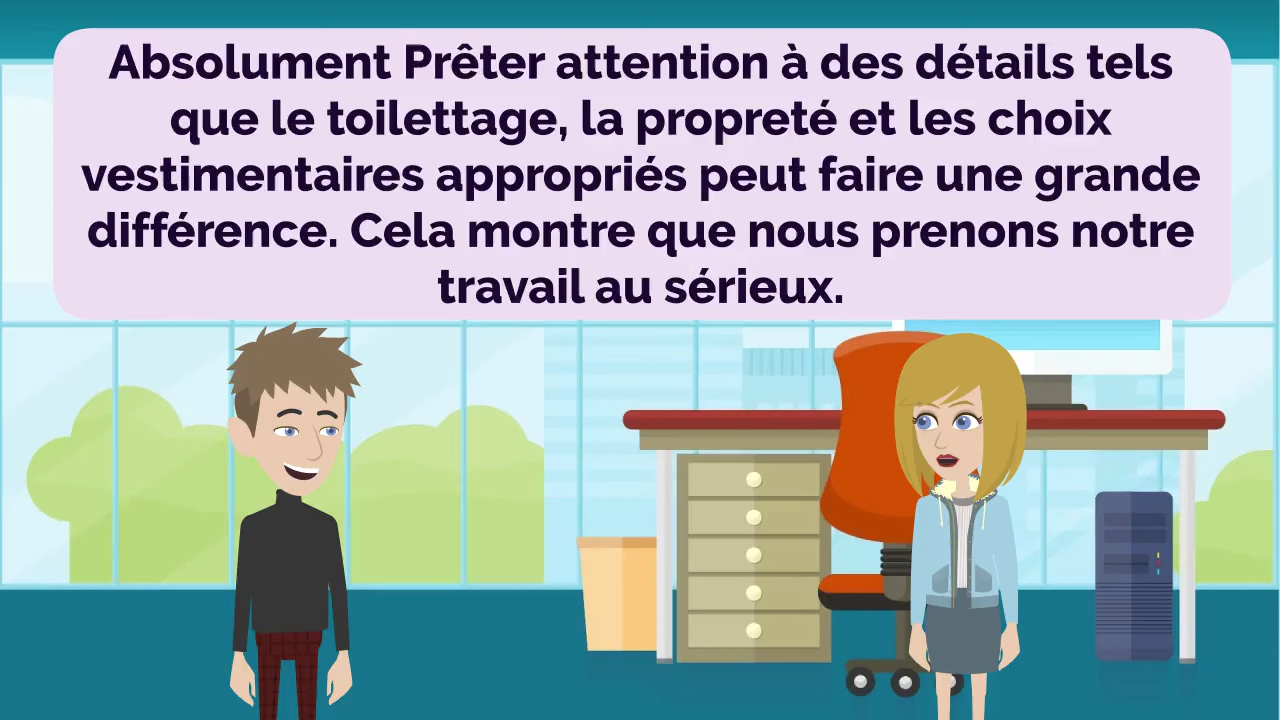 Absolument Prêter attention à des détails tels
que le toilettage, la propreté et les choix
vestimentaires appropriés peut faire une grande
différence. Cela montre que nous prenons notre
travail au sérieux.